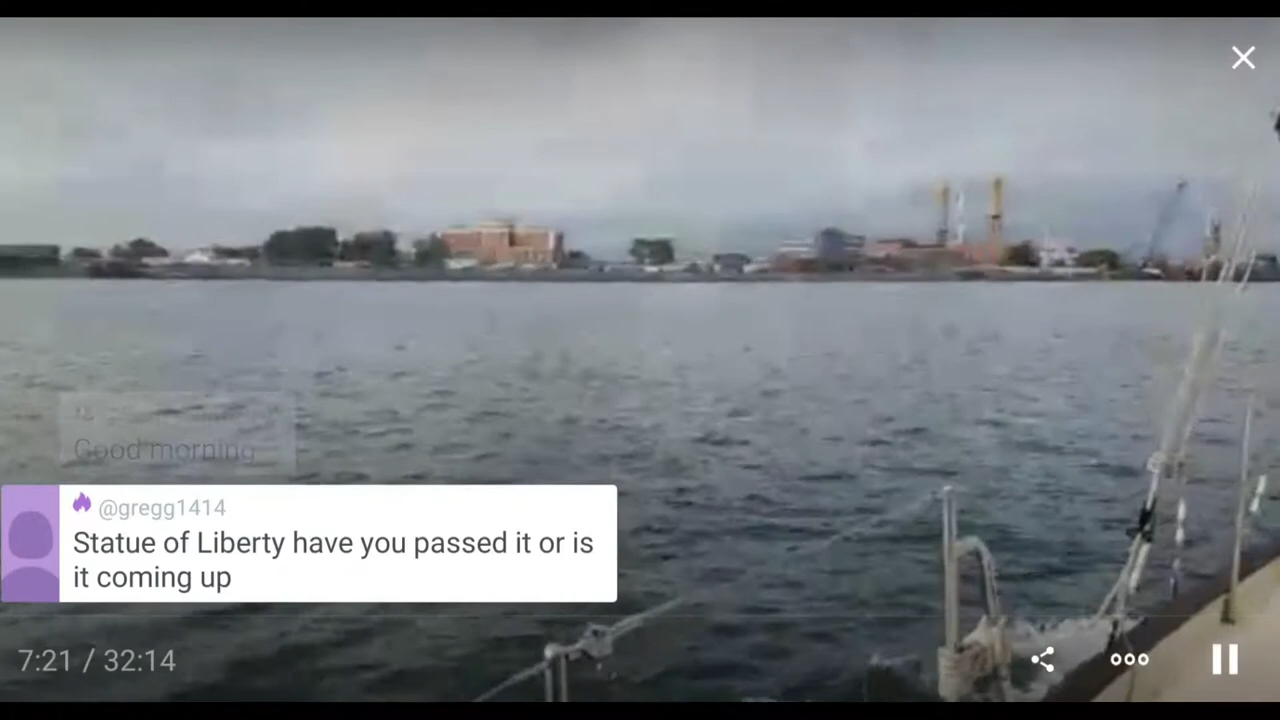 Good morning
@gregg1414
Statue of Liberty have you passed it or is
it coming up
7:21 / 32:14